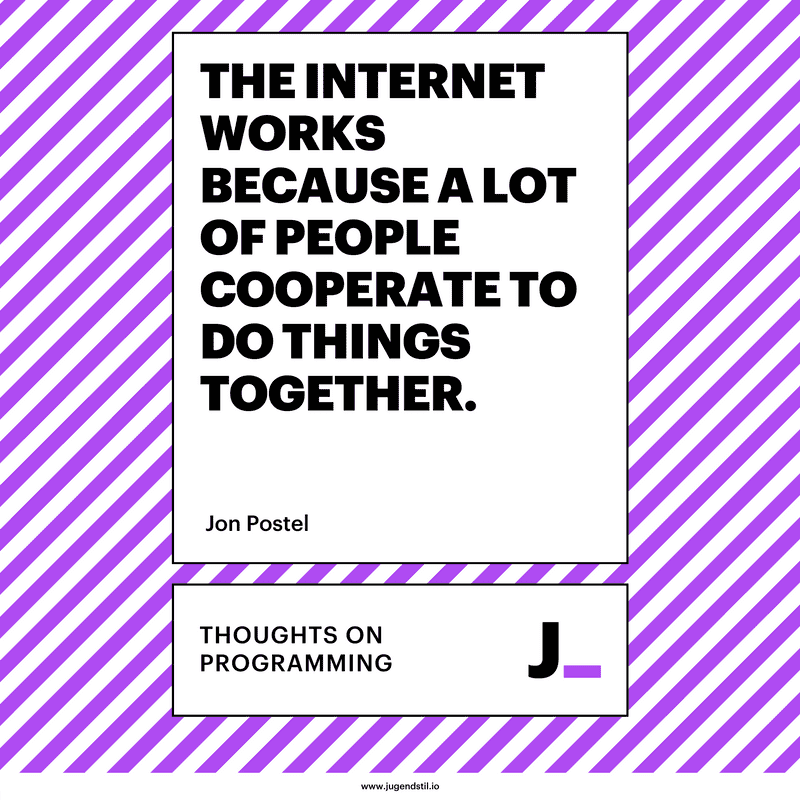 THE INTERNET
WORKS
BECAUSE A LOT
OF PEOPLE
COOPERATE TO
DO THINGS
TOGETHER.
Jon Postel
THOUGHTS ON
PROGRAMMING
J_
www.jugendstil.io